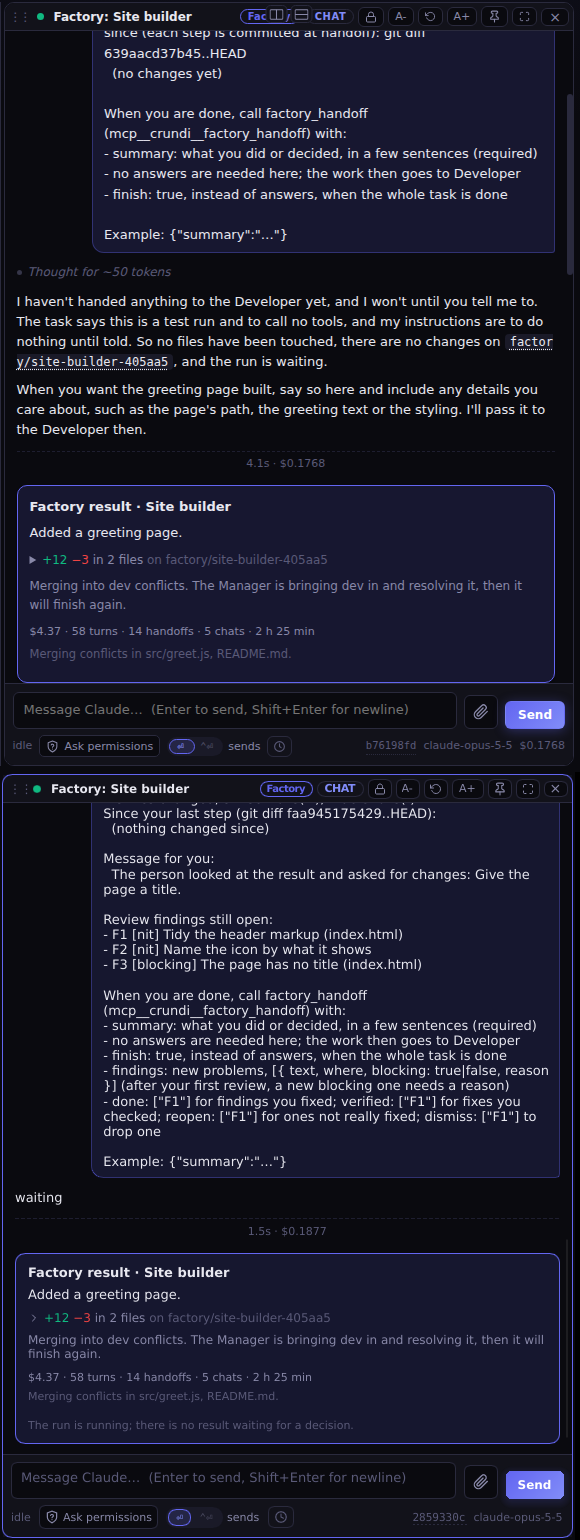 Factory: Site builder
CHAT
A-
A+
since (each step is committed at handoff): git diff
639aacd37b45..HEAD
(no changes yet)
When you are done, call factory_handoff
(mcp__crundi__factory_handoff) with:
- summary: what you did or decided, in a few sentences (required)
- no answers are needed here; the work then goes to Developer
- finish: true, instead of answers, when the whole task is done
Example: {"summary":"…"}
Thought for ~50 tokens
I haven't handed anything to the Developer yet, and I won't until you tell me to.
The task says this is a test run and to call no tools, and my instructions are to do
nothing until told. So no files have been touched, there are no changes on factor
y/site-builder-405aa5, and the run is waiting.
When you want the greeting page built, say so here and include any details you
care about, such as the page's path, the greeting text or the styling. I'll pass it to
the Developer then.
4.1s · $0.1768
Factory result · Site builder
Added a greeting page.
+12 −3 in 2 files on factory/site-builder-405aa5
Merging into dev conflicts. The Manager is bringing dev in and resolving it, then it
will finish again.
$4.37 · 58 turns · 14 handoffs · 5 chats · 2 h 25 min
Merging conflicts in src/greet.js, README.md.
Message Claude… (Enter to send, Shift+Enter for newline)
Send
idle
Ask permissions
sends
b76198fd claude-opus-5-5 $0.1768
Factory: Site builder
Factory
CHAT
A-
A+
Since your last step (git diff faa945175429..HEAD):
(nothing changed since)
Message for you:
The person looked at the result and asked for changes: Give the
page a title.
Review findings still open:
- F1 [nit] Tidy the header markup (index.html)
- F2 [nit] Name the icon by what it shows
- F3 [blocking] The page has no title (index.html)
When you are done, call factory_handoff
(mcp__crundi__factory_handoff) with:
- summary: what you did or decided, in a few sentences (required)
- no answers are needed here; the work then goes to Developer
- finish: true, instead of answers, when the whole task is done
- findings: new problems, [{ text, where, blocking: true|false, reason
}] (after your first review, a new blocking one needs a reason)
- done: ["F1"] for findings you fixed; verified: ["F1"] for fixes you
checked; reopen: ["F1"] for ones not really fixed; dismiss: ["F1"] to
drop one
Example: {"summary":"…"}
waiting
1.5s · $0.1877
Factory result · Site builder
Added a greeting page.
+12 −3 in 2 files on factory/site-builder-405aa5
Merging into dev conflicts. The Manager is bringing dev in and resolving it, then it will
finish again.
$4.37 · 58 turns · 14 handoffs · 5 chats · 2 h 25 min
Merging conflicts in src/greet.js, README.md.
The run is running; there is no result waiting for a decision.
Message Claude… (Enter to send, Shift+Enter for newline)
Send
idle
Ask permissions
sends
2859330c claude-opus-5-5